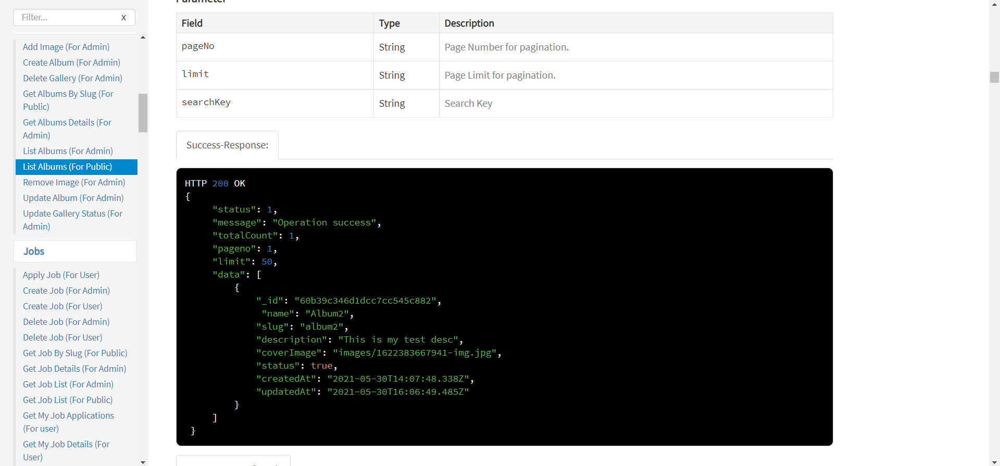 Filter...
X
Add Image (For Admin)
Create Album (For Admin)
Delete Gallery (For Admin)
Get Albums By Slug (For
Public)
Get Albums Details (For
Admin)
List Albums (For Admin)
List Albums (For Public)
Remove Image (For Admin)
Update Album (For Admin)
Update Gallery Status (For
Admin)
Jobs
Apply Job (For User)
Create Job (For Admin)
Create Job (For User)
Delete Job (For Admin)
Delete Job (For User)
Get Job By Slug (For Public)
Get Job Details (For Admin)
Get Job List (For Admin)
Get Job List (For Public)
Get My Job Applications
(For user)
Get My Job Details (For
User)
Parameter
Field Type Description
pageNo String Page Number for pagination.
limit String Page Limit for pagination.
searchKey String Search Key
Success-Response:
HTTP 200 OK
{
"status": 1,
"message": "Operation success",
"totalCount": 1,
"pageno": 1,
"limit": 50,
"data": [
{
"_id": "60b39c346d1dcc7cc545c882",
"name": "Album2",
"slug": "album2",
"description": "This is my test desc",
"coverImage": "images/1622383667941-img.jpg",
"status": true,
"createdAt": "2021-05-30T14:07:48.338Z",
"updatedAt": "2021-05-30T16:06:49.485Z"
}
]
}